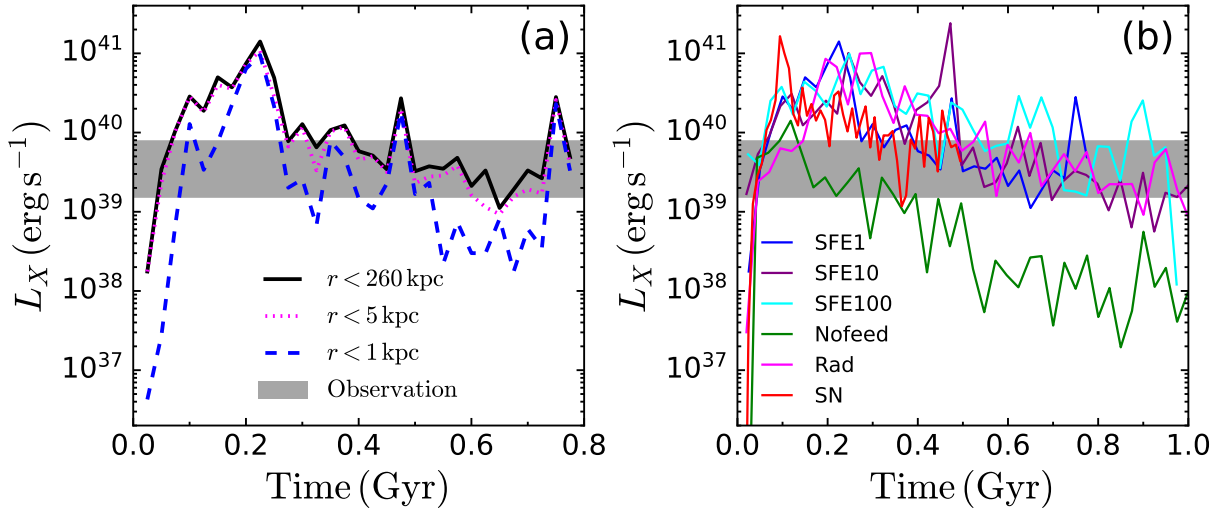 (a)
10^41
10^40
10^39
10^38
10^37
L_X (erg s^−1)
r < 260 kpc
r < 5 kpc
r < 1 kpc
Observation
0.0 0.2 0.4 0.6 0.8
Time (Gyr)
(b)
10^41
10^40
10^39
10^38
10^37
L_X (erg s^−1)
SFE1
SFE10
SFE100
Nofeed
Rad
SN
0.0 0.2 0.4 0.6 0.8 1.0
Time (Gyr)